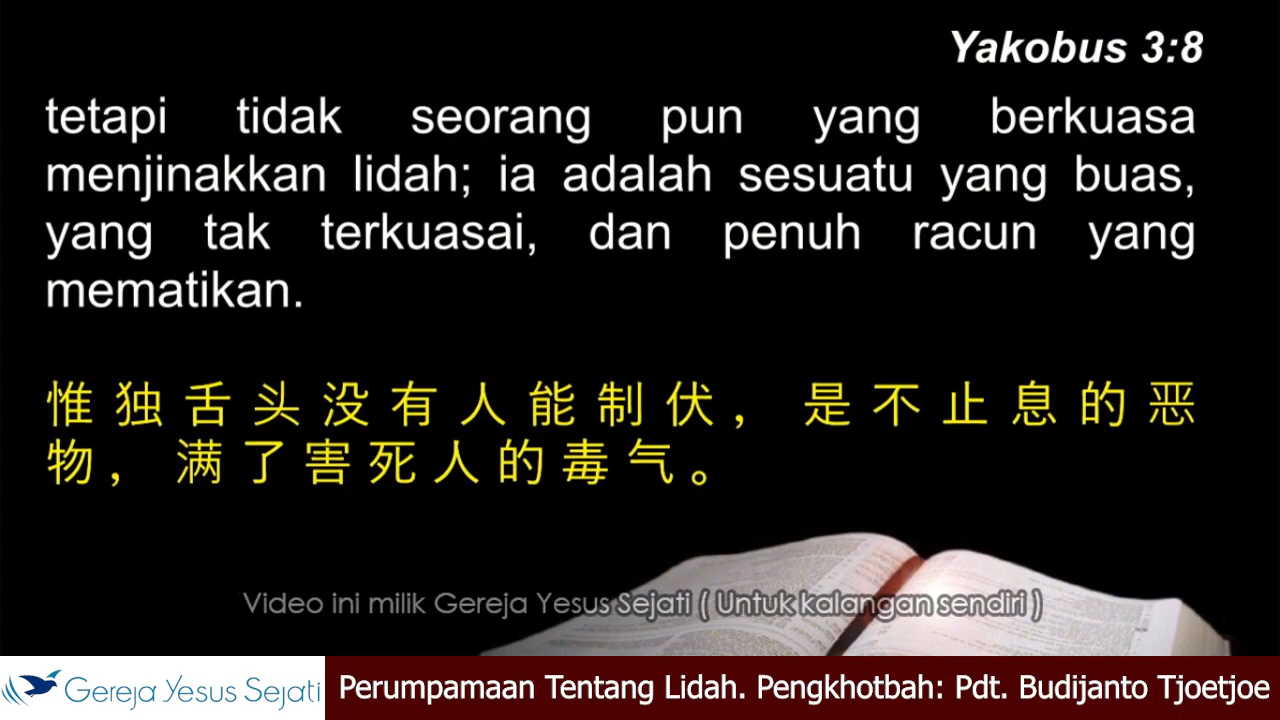 Yakobus 3:8
tetapi tidak seorang pun yang berkuasa
menjinakkan lidah; ia adalah sesuatu yang buas,
yang tak terkuasai, dan penuh racun yang
mematikan.
惟独舌头没有人能制伏，是不止息的恶
物，满了害死人的毒气。
Video ini milik Gereja Yesus Sejati ( Untuk kalangan sendiri )
Gereja Yesus Sejati
Perumpamaan Tentang Lidah. Pengkhotbah: Pdt. Budijanto Tjoetjoe